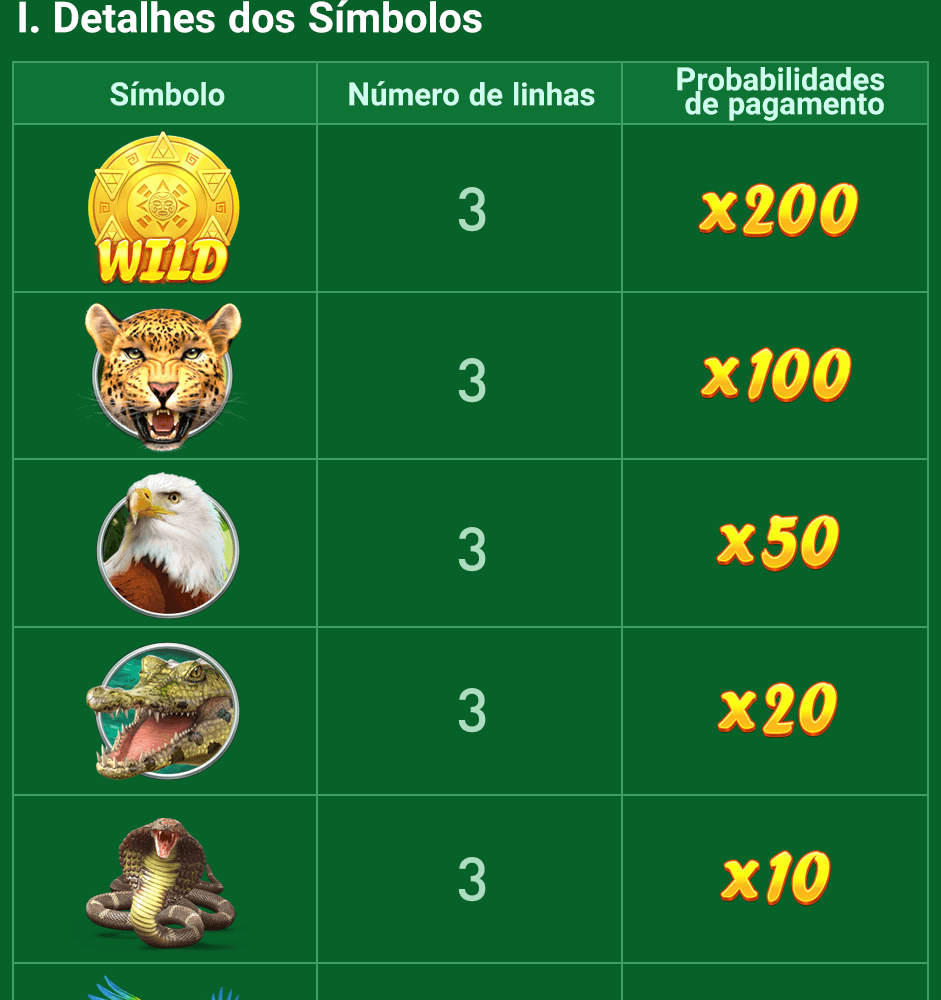 I. Detalhes dos Símbolos
Símbolo Número de linhas Probabilidades
de pagamento
WILD 3 x200
3 x100
3 x50
3 x20
3 x10